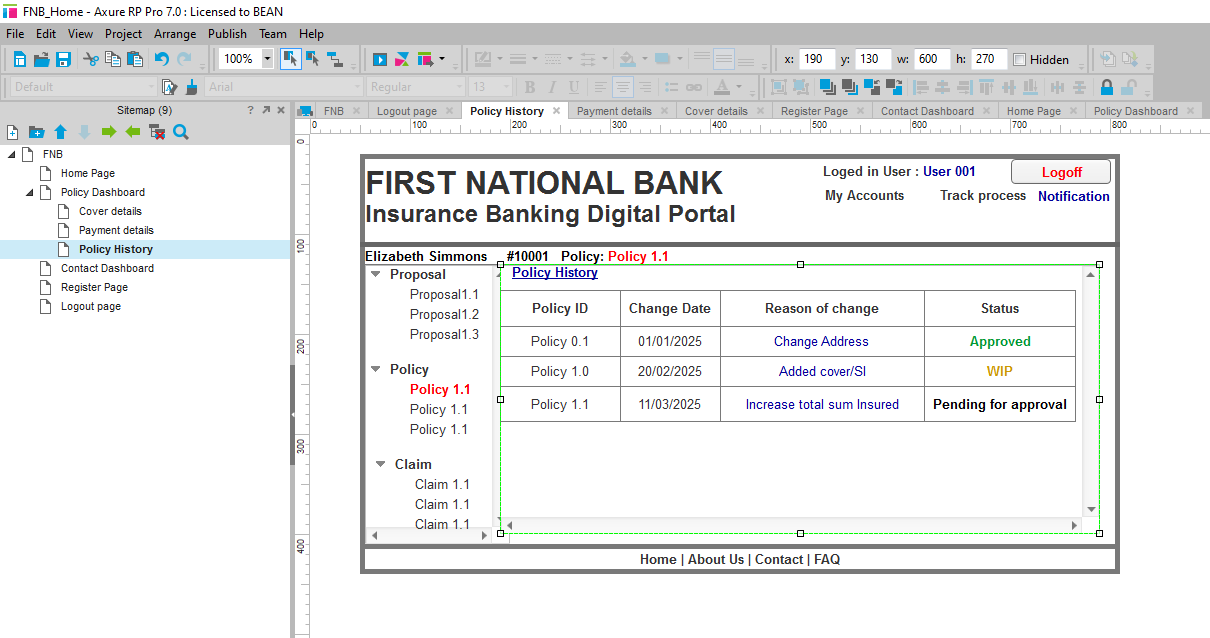 FNB_Home - Axure RP Pro 7.0 : Licensed to BEAN
File Edit View Project Arrange Publish Team Help
100% x: 190 y: 130 w: 600 h: 270 Hidden
Default Arial Regular 13 B I U A
Sitemap (9) ?
FNB Logout page Policy History Payment details Cover details Register Page Contact Dashboard Home Page Policy Dashboard
0 100 200 300 400 500 600 700 800
0
100
200
300
400
FNB
Home Page
Policy Dashboard
Cover details
Payment details
Policy History
Contact Dashboard
Register Page
Logout page
FIRST NATIONAL BANK
Insurance Banking Digital Portal
Loged in User : User 001 Logoff
My Accounts Track process Notification
Elizabeth Simmons #10001 Policy: Policy 1.1
Proposal
Proposal1.1
Proposal1.2
Proposal1.3
Policy
Policy 1.1
Policy 1.1
Policy 1.1
Claim
Claim 1.1
Claim 1.1
Claim 1.1
Policy History
Policy ID Change Date Reason of change Status
Policy 0.1 01/01/2025 Change Address Approved
Policy 1.0 20/02/2025 Added cover/SI WIP
Policy 1.1 11/03/2025 Increase total sum Insured Pending for approval
Home | About Us | Contact | FAQ